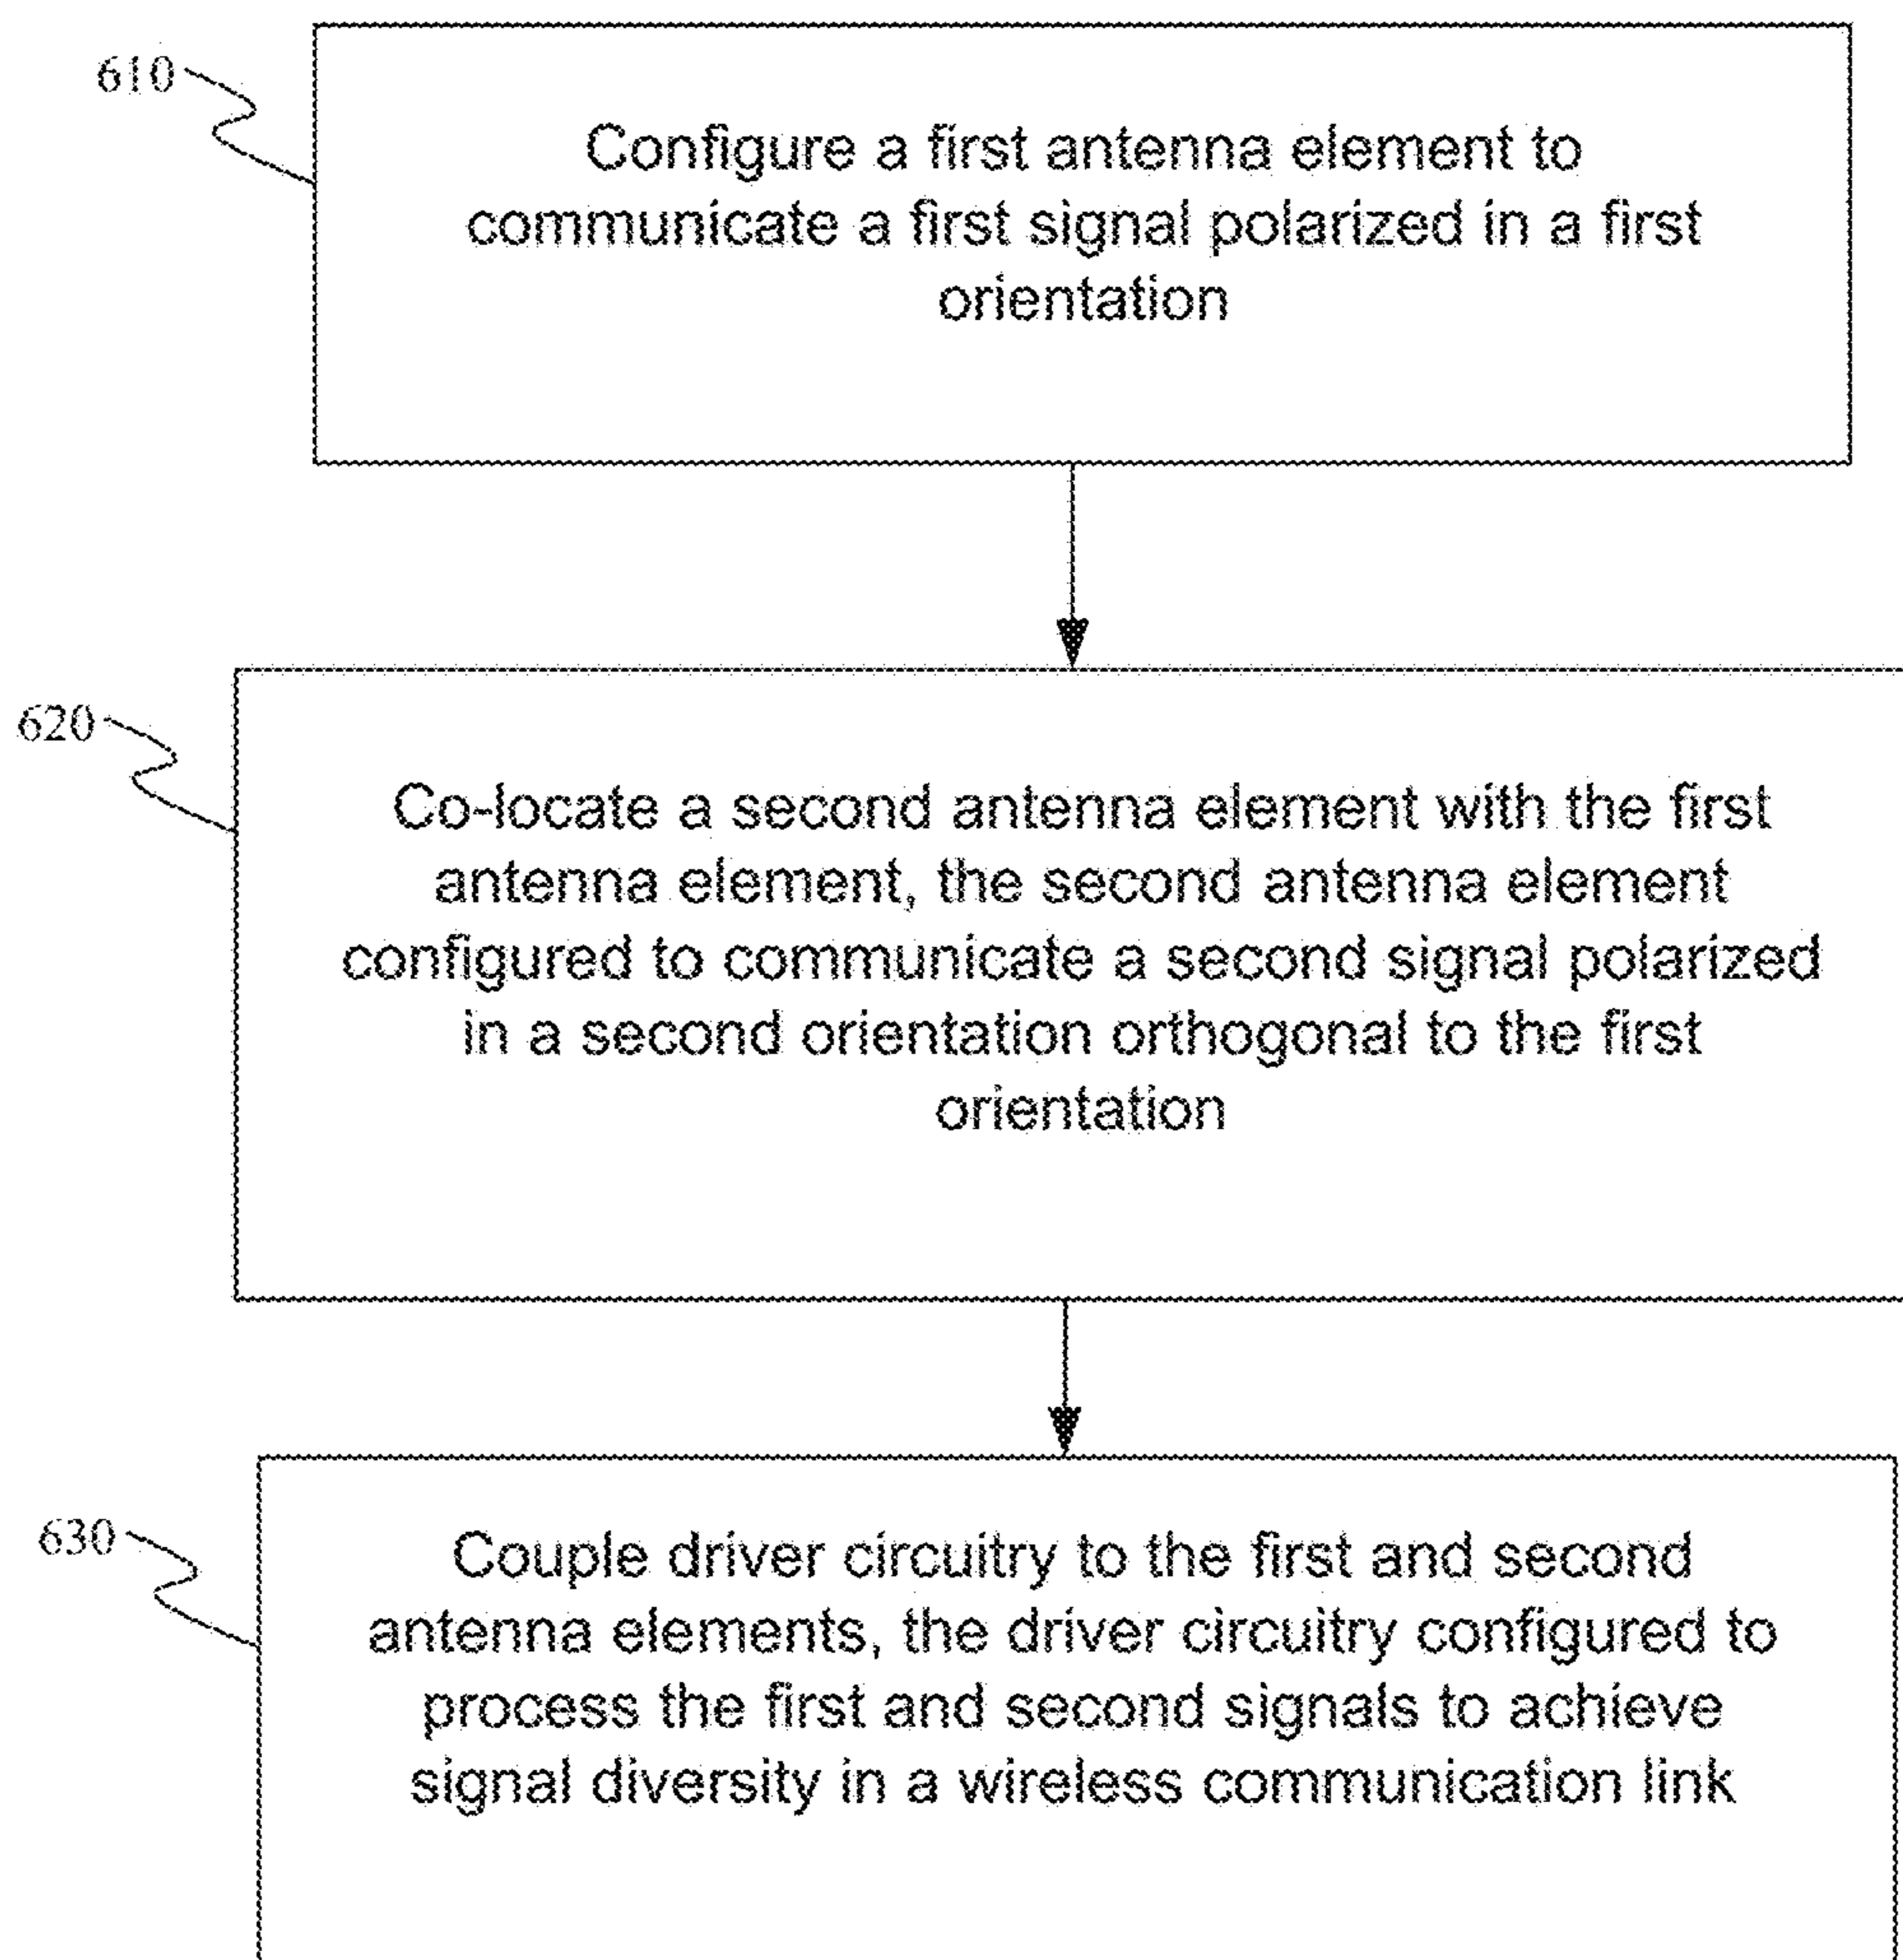 610
Configure a first antenna element to
communicate a first signal polarized in a first
orientation
620
Co-locate a second antenna element with the first
antenna element, the second antenna element
configured to communicate a second signal polarized
in a second orientation orthogonal to the first
orientation
630
Couple driver circuitry to the first and second
antenna elements, the driver circuitry configured to
process the first and second signals to achieve
signal diversity in a wireless communication link